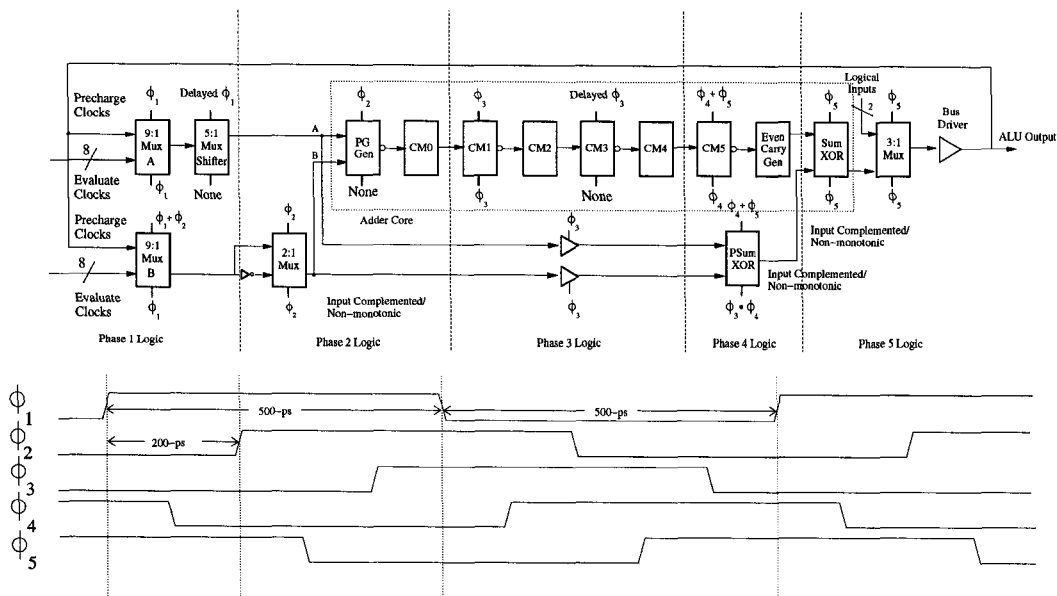 Precharge Clocks
ϕ1
Delayed ϕ1
9:1 Mux A
5:1 Mux Shifter
8
Evaluate Clocks
ϕ1
None
Precharge Clocks
ϕ1 + ϕ2
9:1 Mux B
8
Evaluate Clocks
ϕ1
ϕ2
2:1 Mux
ϕ2
A
B
ϕ2
PG Gen
None
CM0
ϕ3
CM1
ϕ3
CM2
Delayed ϕ3
CM3
None
CM4
ϕ4 + ϕ5
CM5
ϕ4
Even Carry Gen
ϕ5
Sum XOR
ϕ5
Logical Inputs
2
ϕ5
3:1 Mux
ϕ5
Bus Driver
ALU Output
Adder Core
ϕ3
ϕ3
ϕ4 + ϕ5
PSum XOR
ϕ3 • ϕ4
Input Complemented/
Non-monotonic
Input Complemented/
Non-monotonic
Input Complemented/
Non-monotonic
Phase 1 Logic
Phase 2 Logic
Phase 3 Logic
Phase 4 Logic
Phase 5 Logic
ϕ1
500-ps
500-ps
ϕ2
200-ps
ϕ3
ϕ4
ϕ5